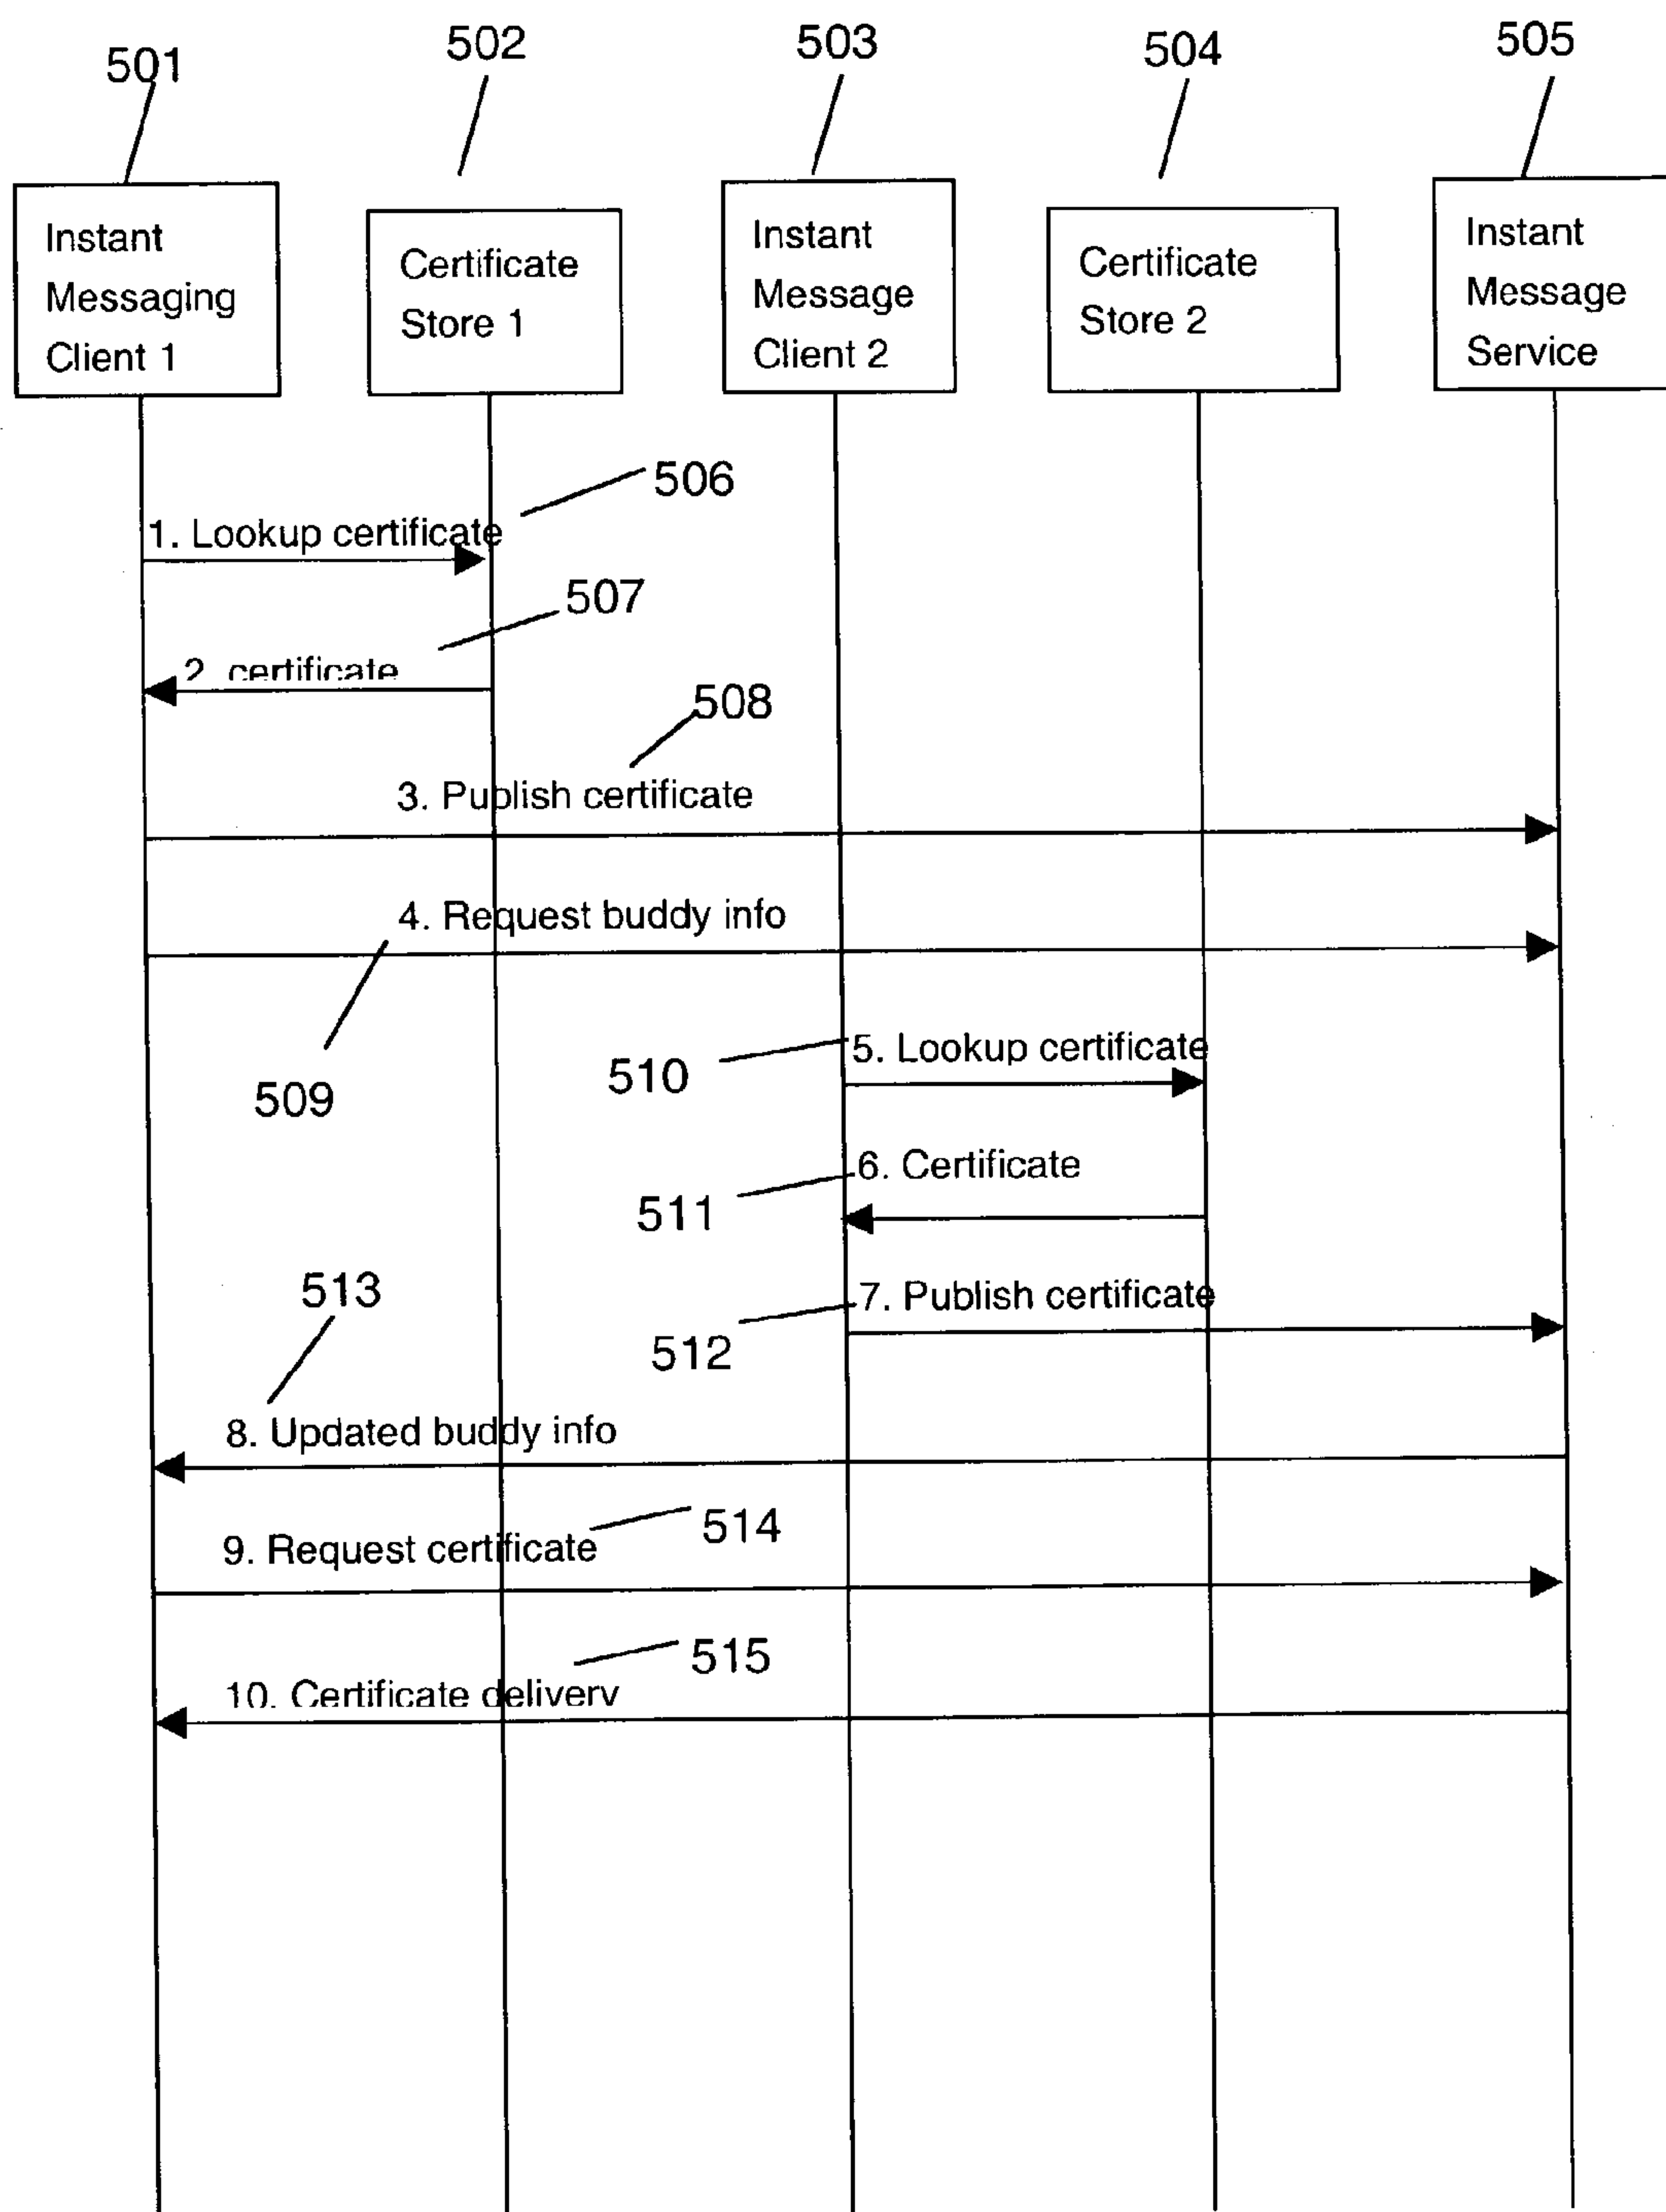 501
502
503
504
505
Instant
Messaging
Client 1
Certificate
Store 1
Instant
Message
Client 2
Certificate
Store 2
Instant
Message
Service
506
1. Lookup certificate
507
2. certificate
508
3. Publish certificate
4. Request buddy info
509
5. Lookup certificate
510
6. Certificate
511
7. Publish certificate
513
512
8. Updated buddy info
514
9. Request certificate
515
10. Certificate delivery